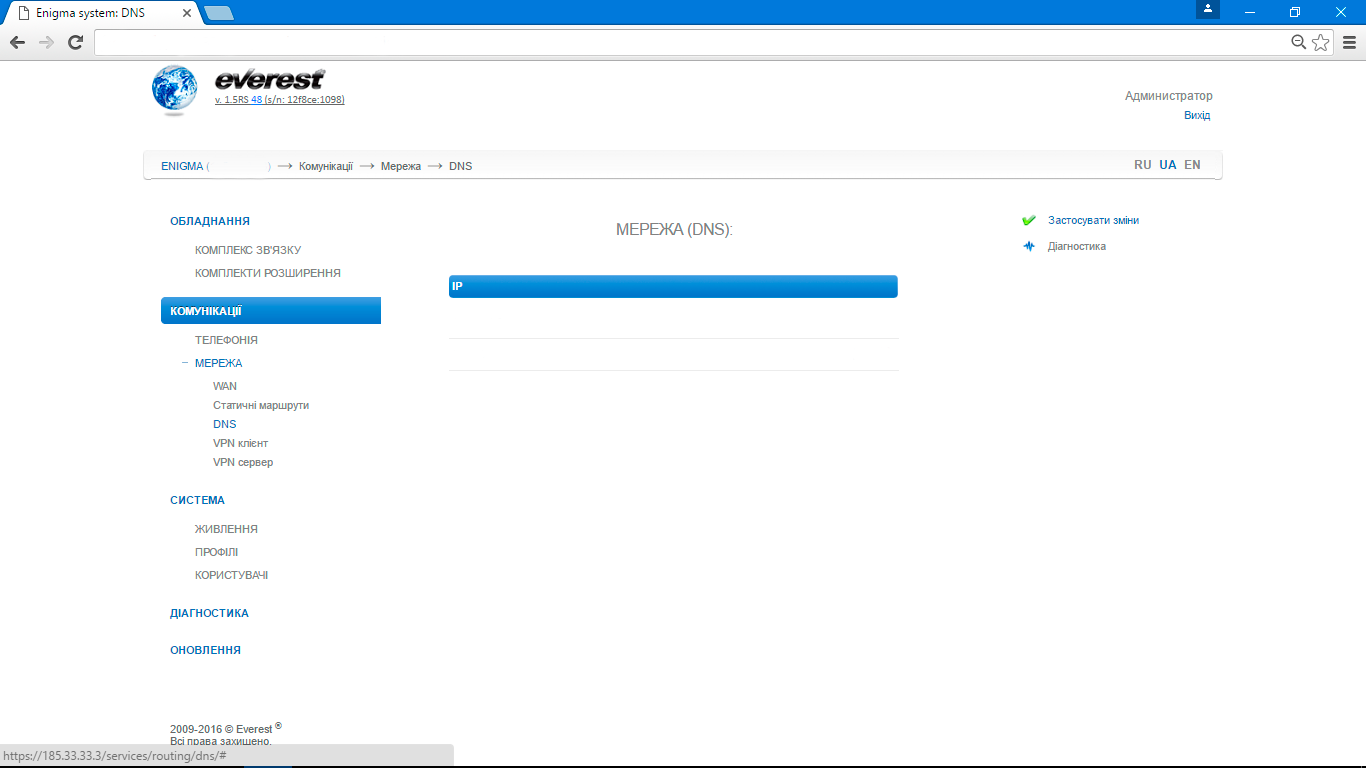 Enigma system: DNS
everest
v. 1.5RS 48 (s/n: 12f8ce:1098)
Администратор
Вихід
ENIGMA ( ) → Комунікації → Мережа → DNS
RU UA EN
ОБЛАДНАННЯ
КОМПЛЕКС ЗВ'ЯЗКУ
КОМПЛЕКТИ РОЗШИРЕННЯ
КОМУНІКАЦІЇ
ТЕЛЕФОНІЯ
МЕРЕЖА
WAN
Статичні маршрути
DNS
VPN клієнт
VPN сервер
СИСТЕМА
ЖИВЛЕННЯ
ПРОФІЛІ
КОРИСТУВАЧІ
ДІАГНОСТИКА
ОНОВЛЕННЯ
МЕРЕЖА (DNS):
IP
Застосувати зміни
Діагностика
2009-2016 © Everest ®
Всі права захищено.
https://185.33.33.3/services/routing/dns/#